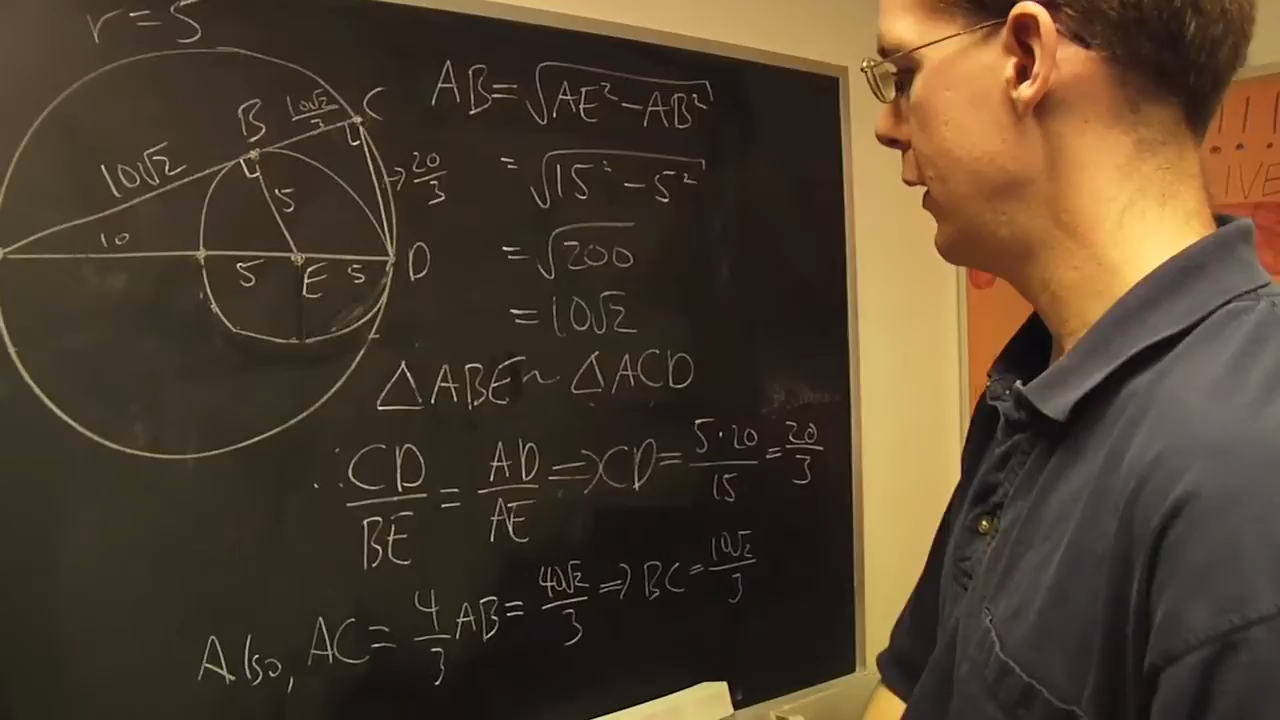 r=5
B
10√2/3
C
10√2
→20/3
5
10
5
E
5
D
AB=√AE²-AB²
=√15²-5²
=√200
=10√2
△ABE~△ACD
∴CD/BE=AD/AE⇒CD=5·20/15=20/3
Also, AC=4/3AB=40√2/3⇒BC=10√2/3
IVE